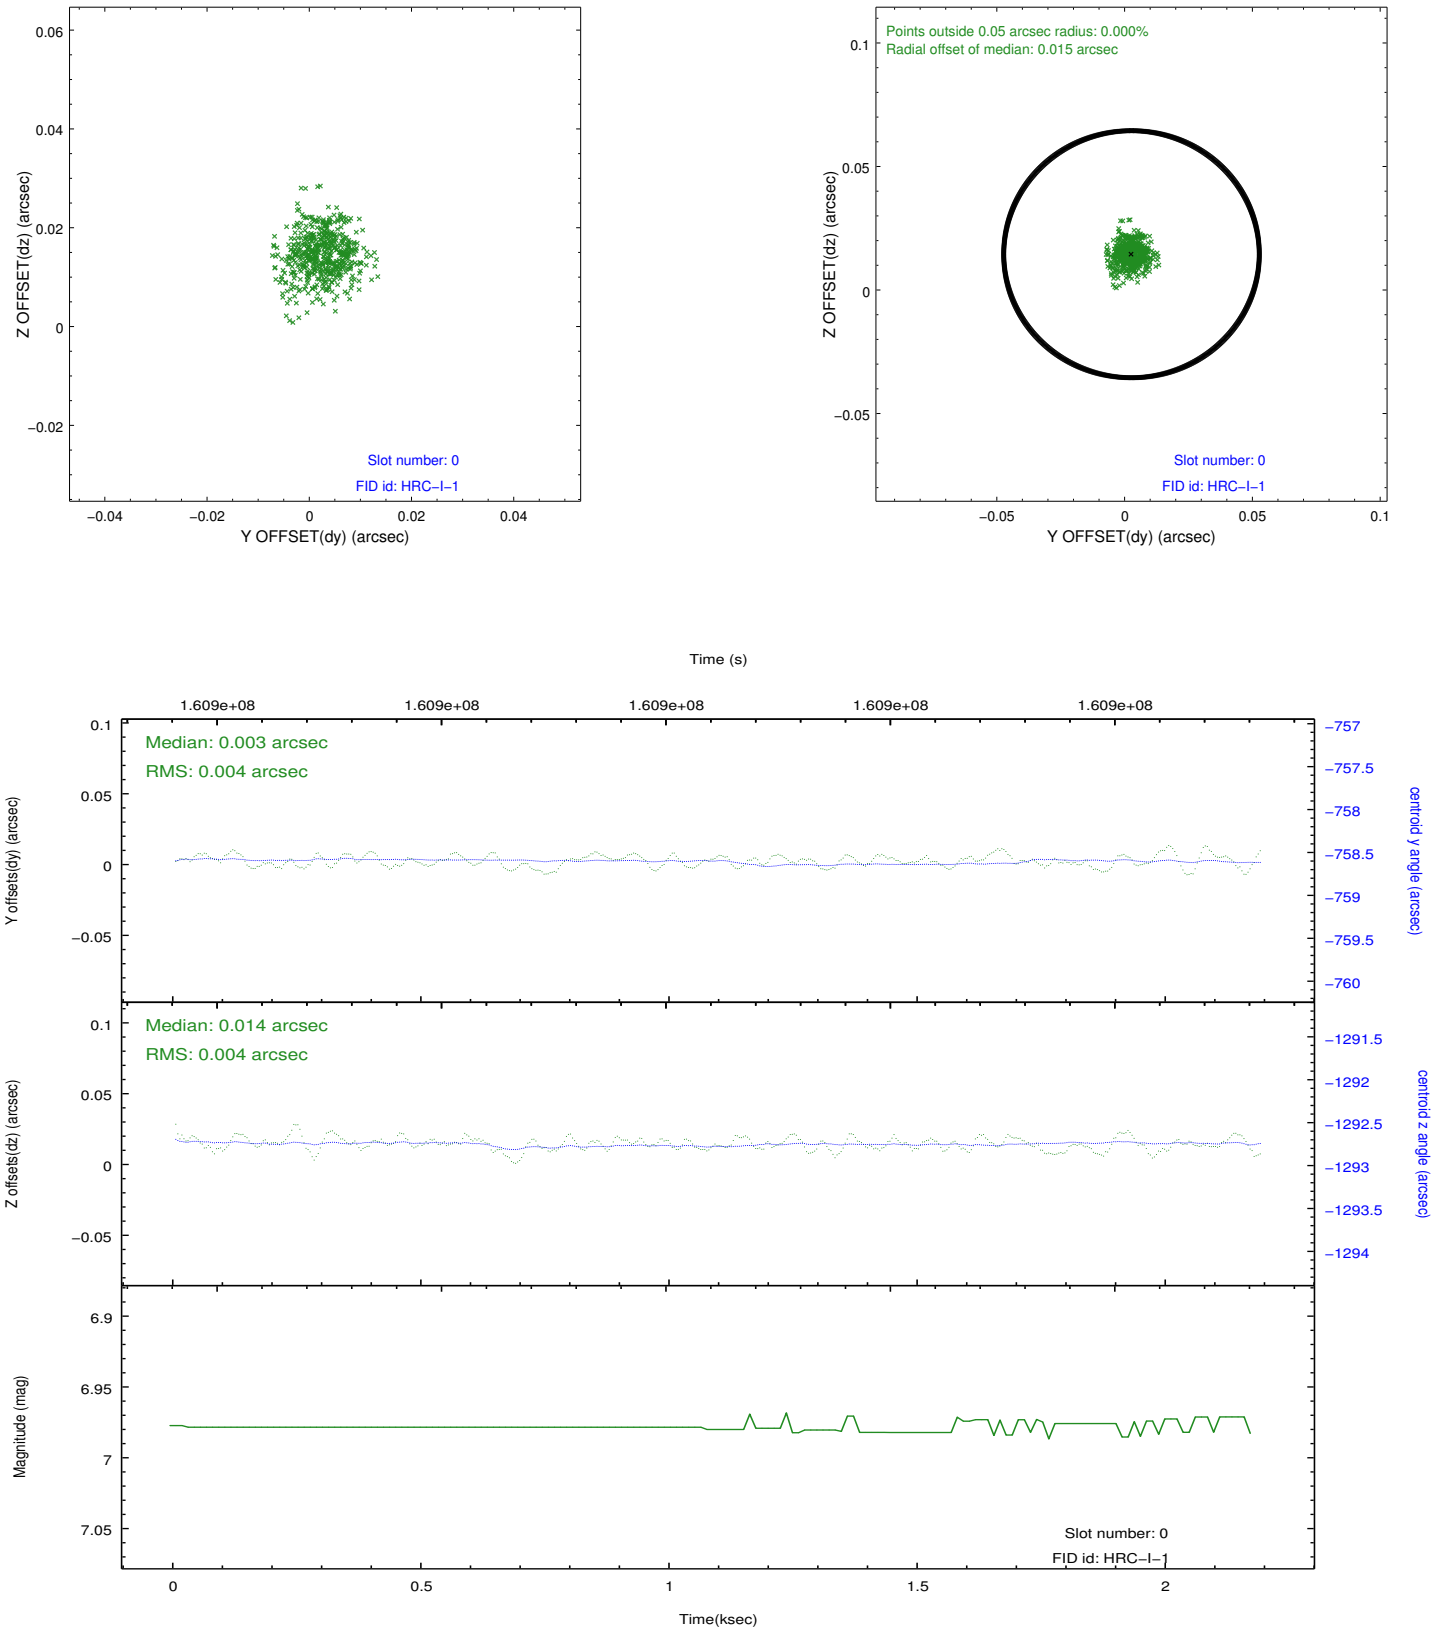 0.06
0.04
0.02
0
−0.02
Z OFFSET(dz) (arcsec)
Slot number: 0
FID id: HRC−I−1
−0.04
−0.02
0
0.02
0.04
Y OFFSET(dy) (arcsec)
Points outside 0.05 arcsec radius: 0.000%
Radial offset of median: 0.015 arcsec
0.1
0.05
0
−0.05
Z OFFSET(dz) (arcsec)
Slot number: 0
FID id: HRC−I−1
−0.05
0
0.05
0.1
Y OFFSET(dy) (arcsec)
Time (s)
1.609e+08
1.609e+08
1.609e+08
1.609e+08
1.609e+08
Median: 0.003 arcsec
RMS: 0.004 arcsec
0.1
0.05
0
−0.05
Y offsets(dy) (arcsec)
−757
−757.5
−758
−758.5
−759
−759.5
−760
centroid y angle (arcsec)
Median: 0.014 arcsec
RMS: 0.004 arcsec
0.1
0.05
0
−0.05
Z offsets(dz) (arcsec)
−1291.5
−1292
−1292.5
−1293
−1293.5
−1294
centroid z angle (arcsec)
6.9
6.95
7
7.05
Magnitude (mag)
Slot number: 0
FID id: HRC−I−1
0
0.5
1
1.5
2
Time(ksec)